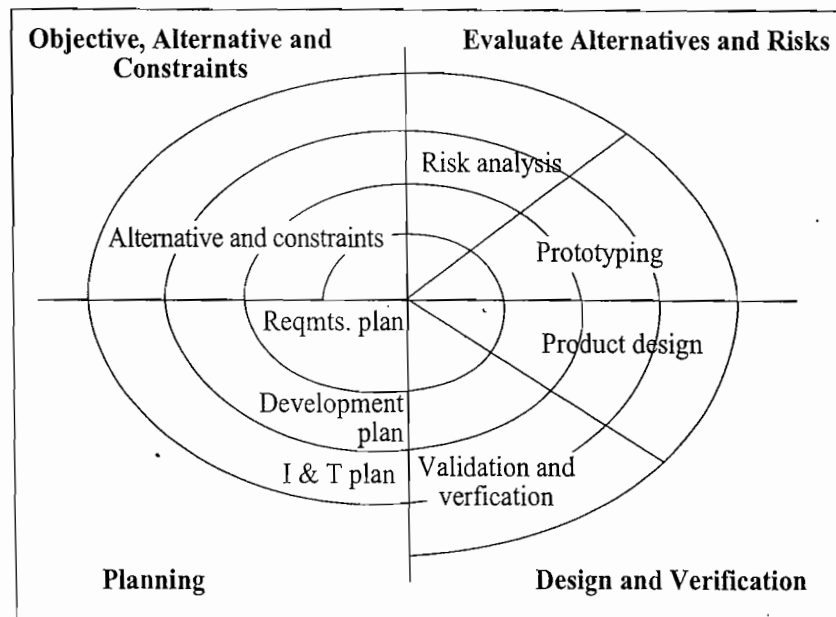 Objective, Alternative and
Constraints
Evaluate Alternatives and Risks
Risk analysis
Alternative and constraints
Prototyping
Reqmts. plan
Product design
Development
plan
I & T plan
Validation and
verfication
Planning
Design and Verification